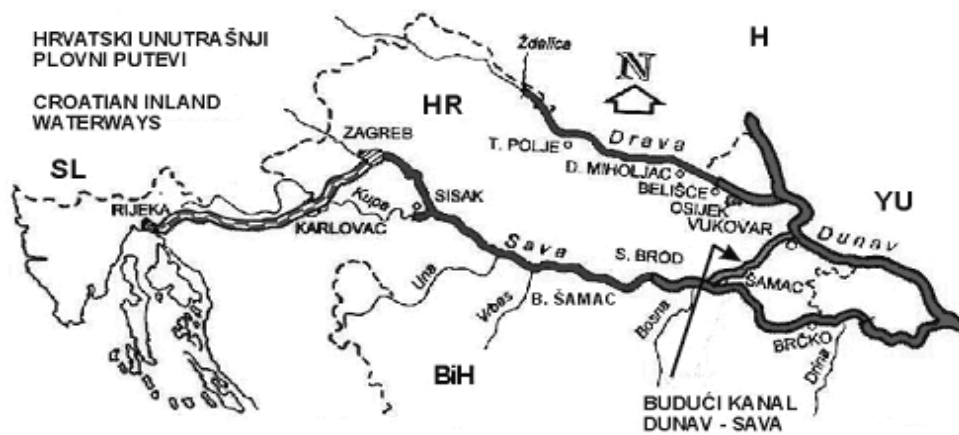 HRVATSKI UNUTRAŠNJI
PLOVNI PUTEVI
CROATIAN INLAND
WATERWAYS
H
Ždelica
N
HR
ZAGREB
Drava
T. POLJE
D. MIHOLJAC
BELIŠĆE
OSIJEK
VUKOVAR
YU
SL
RIJEKA
KARLOVAC
Kupa
SISAK
Sava
Dunav
S. BROD
ŠAMAC
Una
Vrbas
B. ŠAMAC
Bosna
BRČKO
Drina
BiH
BUDUĆI KANAL
DUNAV - SAVA